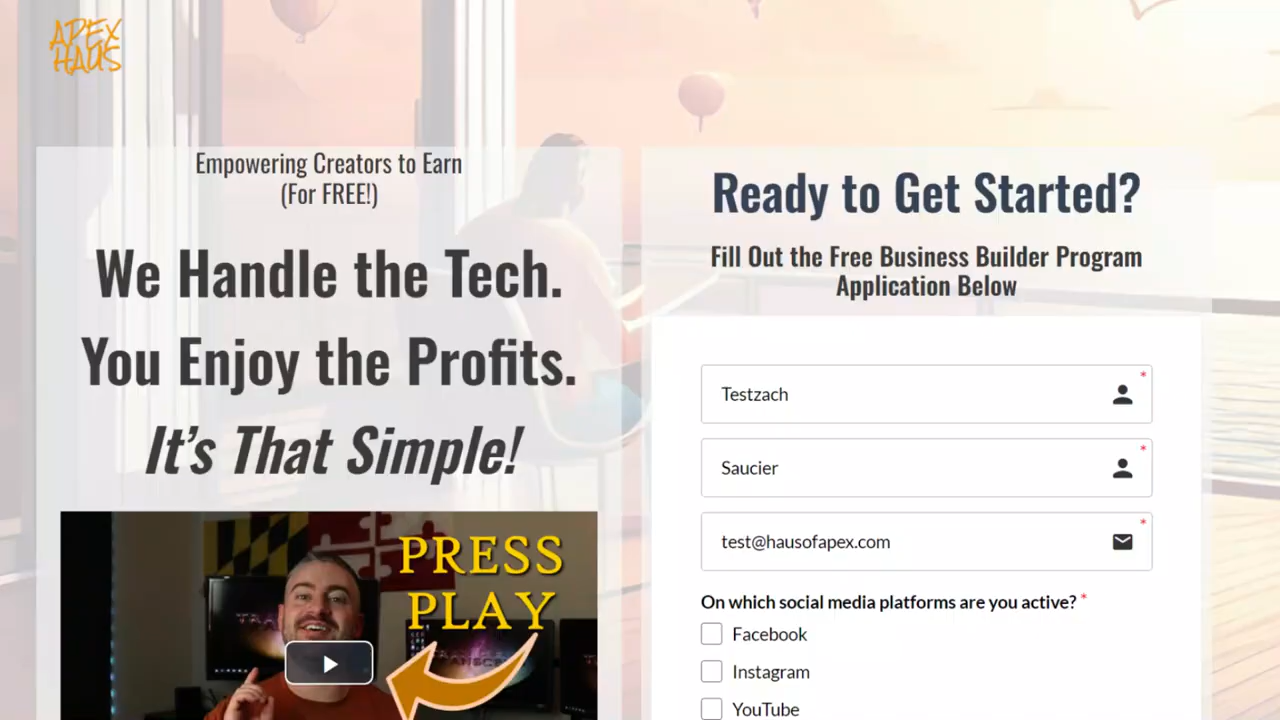 APEX
HAUS
Empowering Creators to Earn
(For FREE!)
We Handle the Tech.
You Enjoy the Profits.
It's That Simple!
PRESS
PLAY
Ready to Get Started?
Fill Out the Free Business Builder Program
Application Below
Testzach *
Saucier *
test@hausofapex.com *
On which social media platforms are you active? *
Facebook
Instagram
YouTube